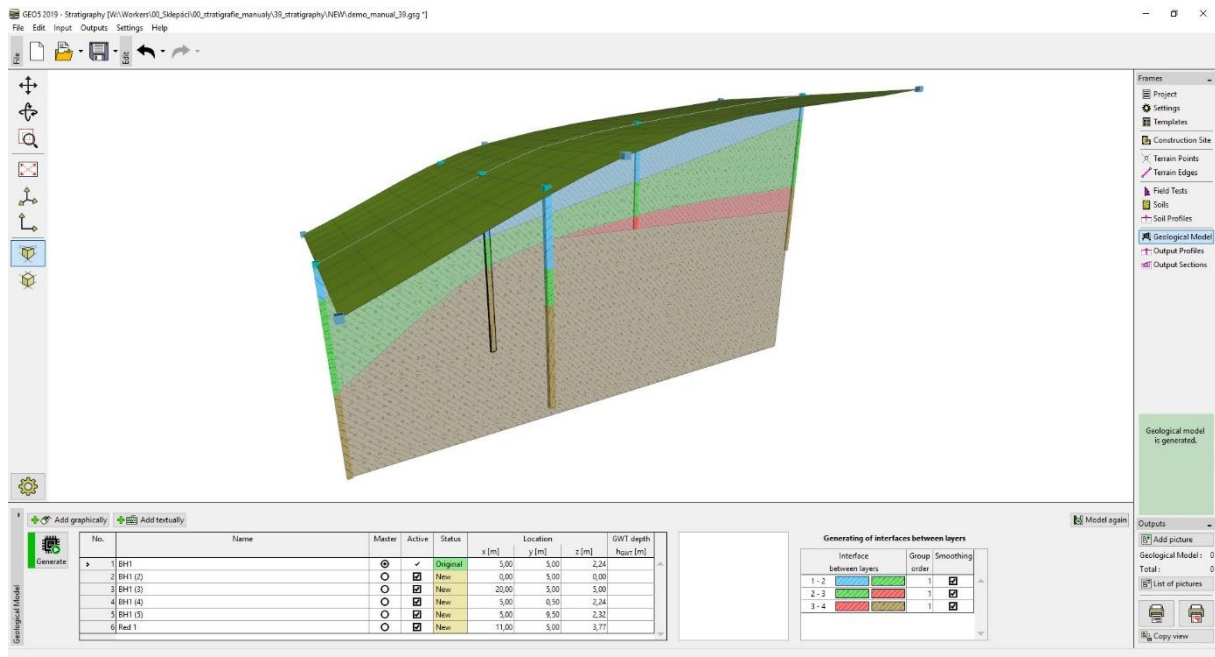 GEO5 2019 - Stratigraphy [W:\Workers\00_Sklepáci\00_stratigrafie_manualy\39_stratigraphy\NEW\demo_manual_39.gsg *]
File Edit Input Outputs Settings Help
File
Edit
Frames
Project
Settings
Templates
Construction Site
Terrain Points
Terrain Edges
Field Tests
Soils
Soil Profiles
Geological Model
Output Profiles
Output Sections
Geological model
is generated.
Add graphically Add textually Model again
Generate
No. Name Master Active Status Location GWT depth
x [m] y [m] z [m] hGWT [m]
1 BH1 Original 5,00 5,00 2,24
2 BH1 (2) New 0,00 5,00 0,00
3 BH1 (3) New 20,00 5,00 5,00
4 BH1 (4) New 5,00 0,50 2,24
5 BH1 (5) New 5,00 9,50 2,32
6 Red 1 New 11,00 5,00 3,77
Generating of interfaces between layers
Interface Group Smoothing
between layers order
1 - 2 1
2 - 3 1
3 - 4 1
Geological Model
Outputs
Add picture
Geological Model : 0
Total : 0
List of pictures
Copy view